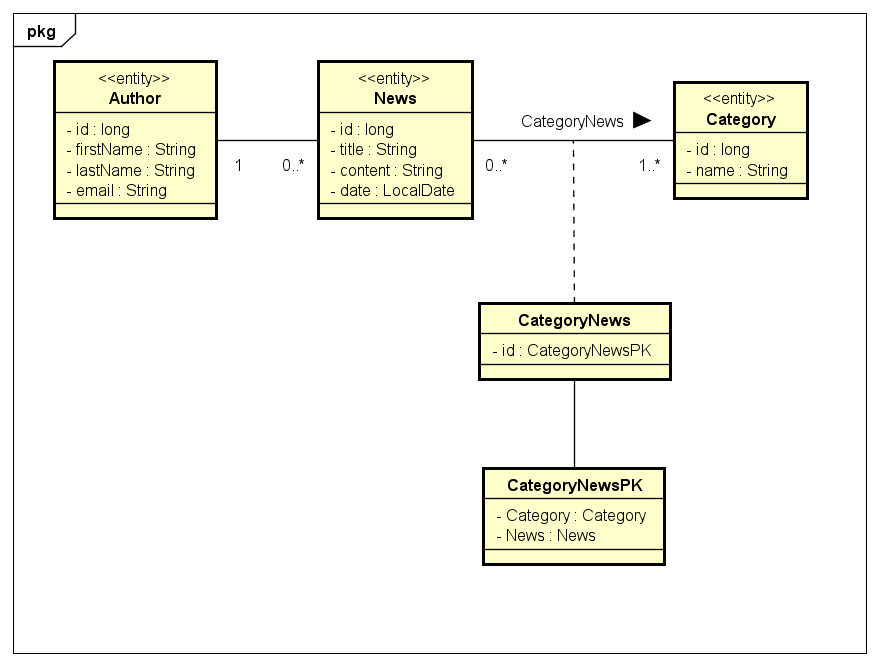 pkg
<<entity>>
Author
- id : long
- firstName : String
- lastName : String
- email : String
1
0..*
<<entity>>
News
- id : long
- title : String
- content : String
- date : LocalDate
CategoryNews
0..*
1..*
<<entity>>
Category
- id : long
- name : String
CategoryNews
- id : CategoryNewsPK
CategoryNewsPK
- Category : Category
- News : News